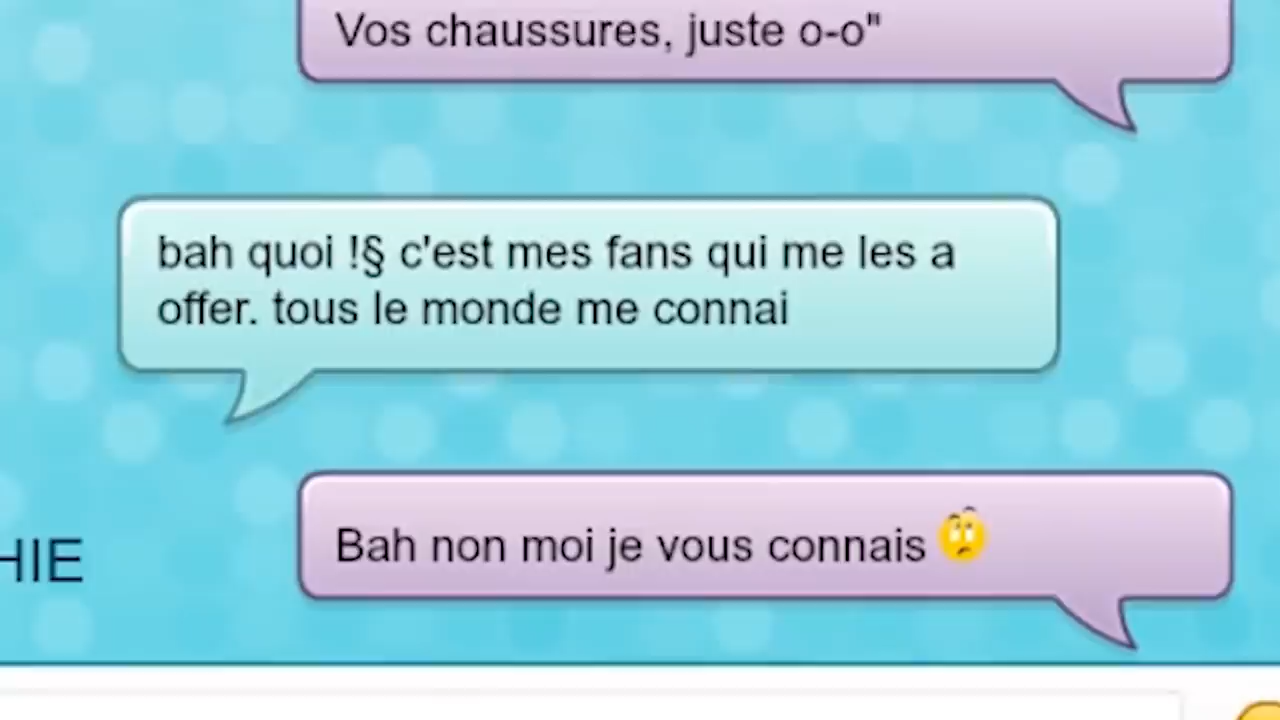 Vos chaussures, juste o-o"
bah quoi !§ c'est mes fans qui me les a
offer. tous le monde me connai
HIE
Bah non moi je vous connais